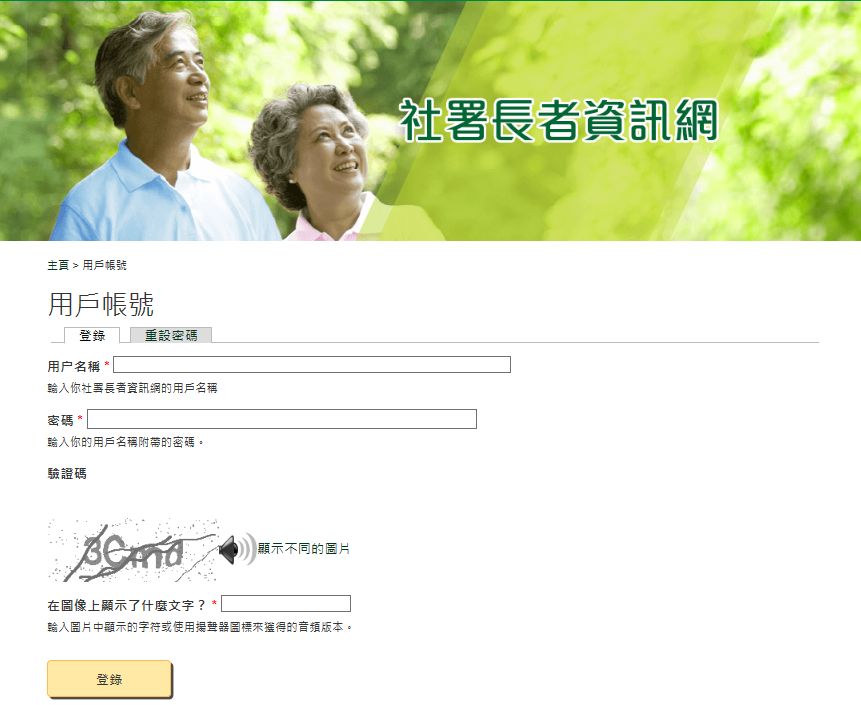 社署長者資訊網
主頁 > 用戶帳號
用戶帳號
登錄 重設密碼
用户名稱 *
輸入你社署長者資訊網的用戶名稱
密碼 *
輸入你的用戶名稱附帶的密碼。
驗證碼
顯示不同的圖片
在圖像上顯示了什麼文字？ *
輸入圖片中顯示的字符或使用揚聲器圖標來獲得的音頻版本。
登錄